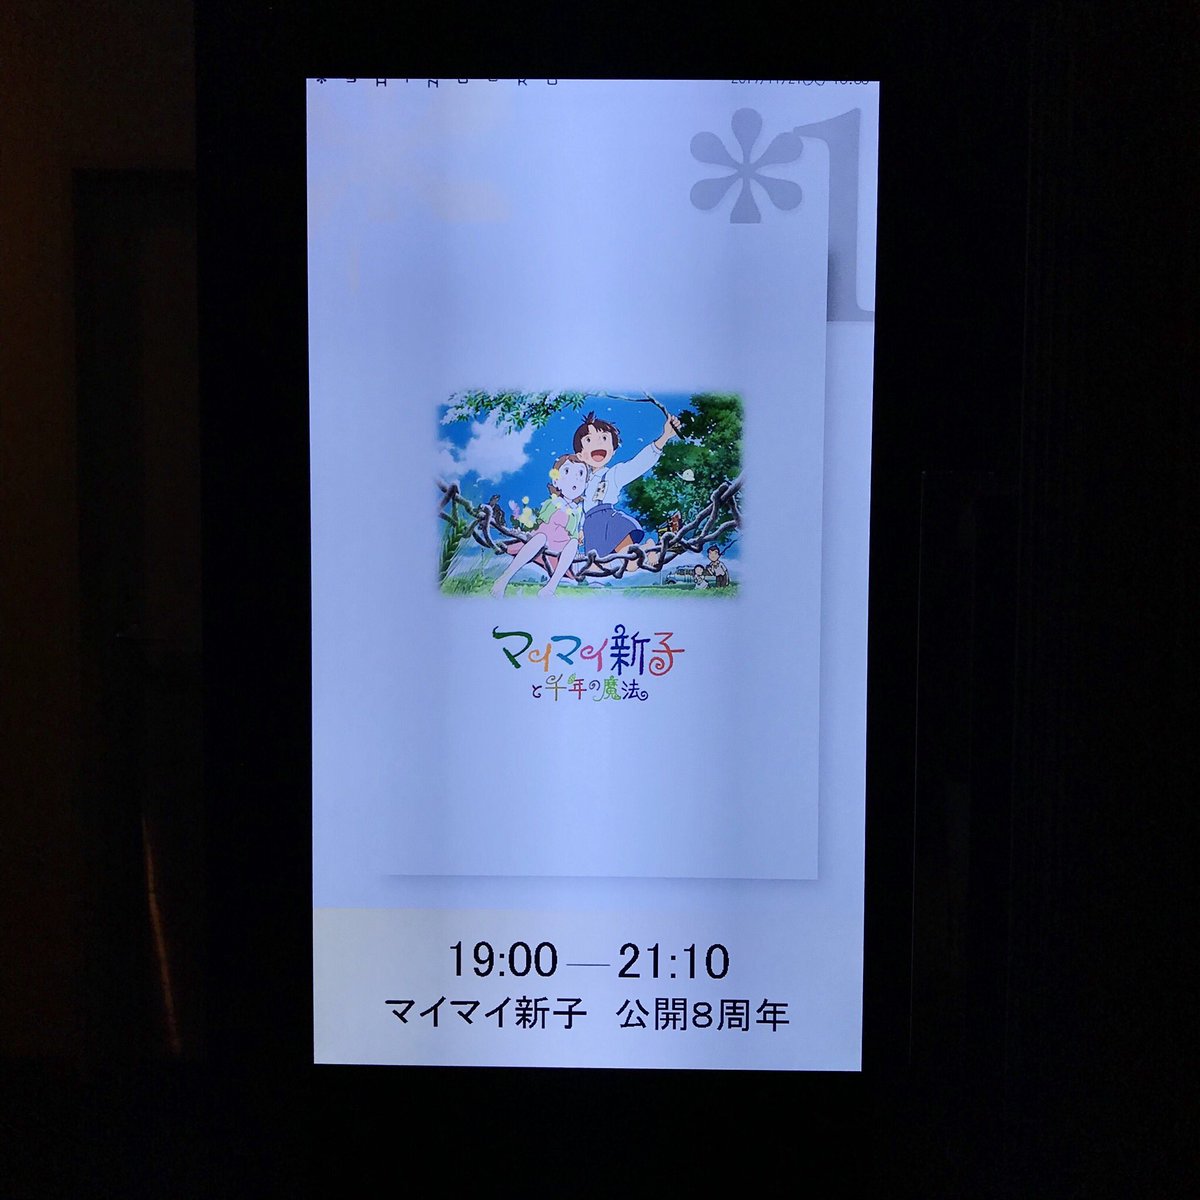 *1
マイマイ新子
と千年の魔法
19:00 — 21:10
マイマイ新子 公開8周年